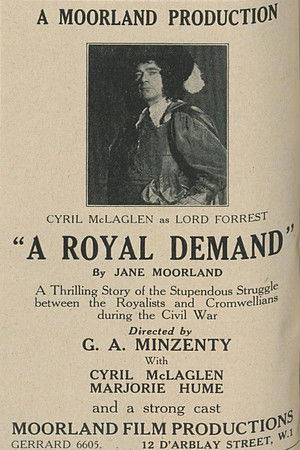 A MOORLAND PRODUCTION
CYRIL McLAGLEN as LORD FORREST
"A ROYAL DEMAND"
By JANE MOORLAND
A Thrilling Story of the Stupendous Struggle
between the Royalists and Cromwellians
during the Civil War
Directed by
G. A. MINZENTY
With
CYRIL McLAGLEN
MARJORIE HUME
and a strong cast
MOORLAND FILM PRODUCTIONS
GERRARD 6605. 12 D'ARBLAY STREET, W.1